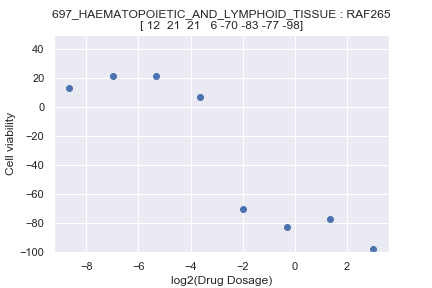 697_HAEMATOPOIETIC_AND_LYMPHOID_TISSUE : RAF265
[ 12 21 21 6 -70 -83 -77 -98]
40
20
0
−20
−40
−60
−80
−100
Cell viability
−8 −6 −4 −2 0 2
log2(Drug Dosage)